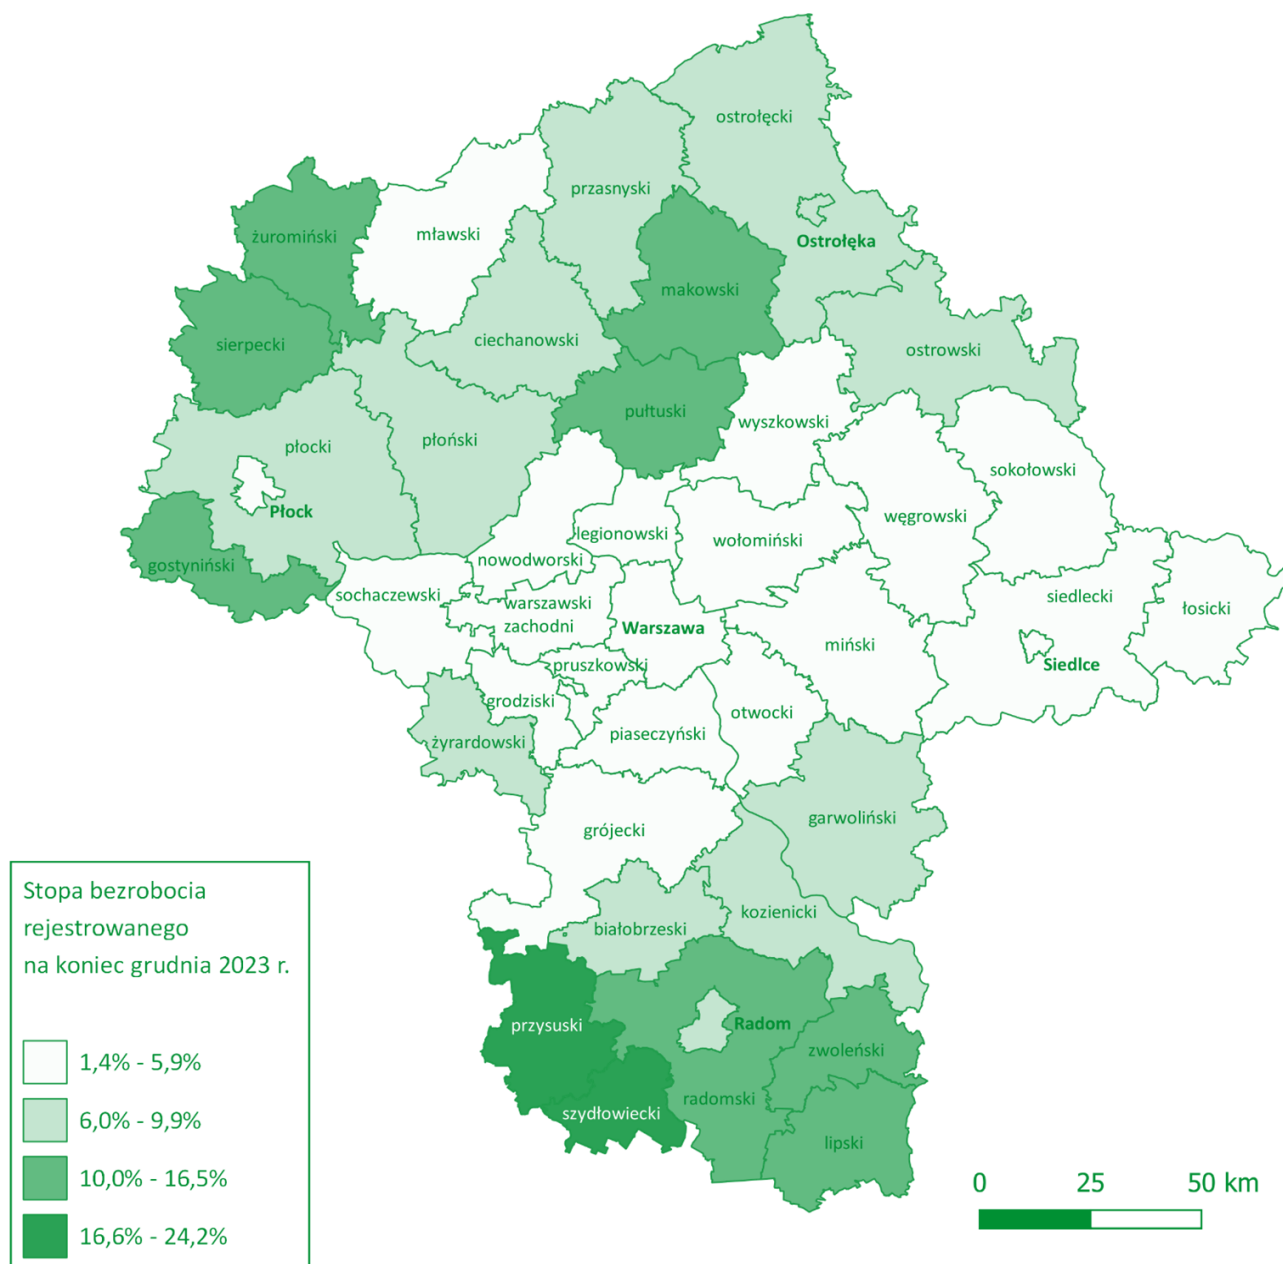 ostrołęcki
przasnyski
żuromiński
mławski
Ostrołęka
makowski
sierpecki
ciechanowski
ostrowski
pułtuski
wyszkowski
płocki
płoński
sokołowski
Płock
węgrowski
legionowski
wołomiński
gostyniński
nowodworski
sochaczewski
warszawski
zachodni
siedlecki
łosicki
Warszawa
miński
Siedlce
pruszkowski
grodziski
otwocki
piaseczyński
żyrardowski
garwoliński
grójecki
kozienicki
białobrzeski
przysuski
Radom
zwoleński
radomski
szydłowiecki
lipski
Stopa bezrobocia
rejestrowanego
na koniec grudnia 2023 r.
1,4% - 5,9%
6,0% - 9,9%
10,0% - 16,5%
16,6% - 24,2%
0 25 50 km